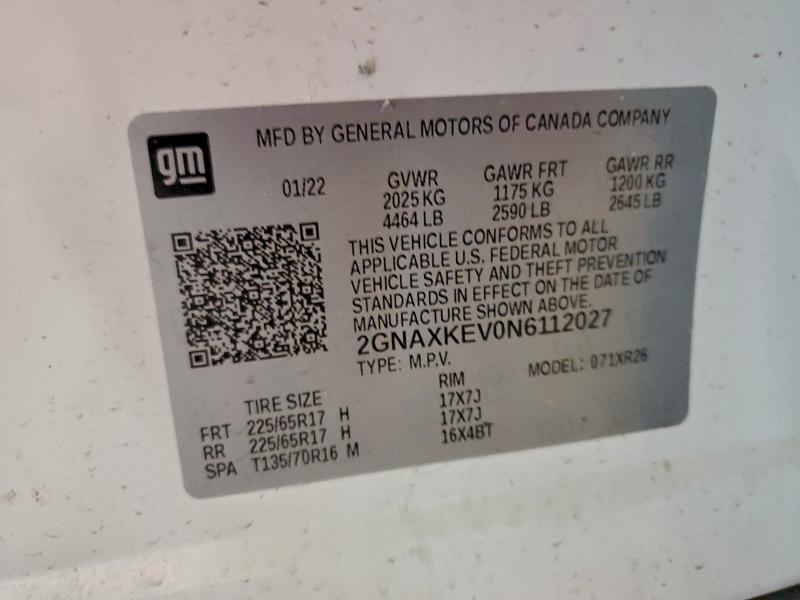 gm
MFD BY GENERAL MOTORS OF CANADA COMPANY
01/22 GVWR GAWR FRT GAWR RR
2025 KG 1175 KG 1200 KG
4464 LB 2590 LB 2645 LB
THIS VEHICLE CONFORMS TO ALL
APPLICABLE U.S. FEDERAL MOTOR
VEHICLE SAFETY AND THEFT PREVENTION
STANDARDS IN EFFECT ON THE DATE OF
MANUFACTURE SHOWN ABOVE.
2GNAXKEV0N6112027
TYPE: M.P.V. MODEL: 071XR26
TIRE SIZE RIM
FRT 225/65R17 H 17X7J
RR 225/65R17 H 17X7J
SPA T135/70R16 M 16X4BT